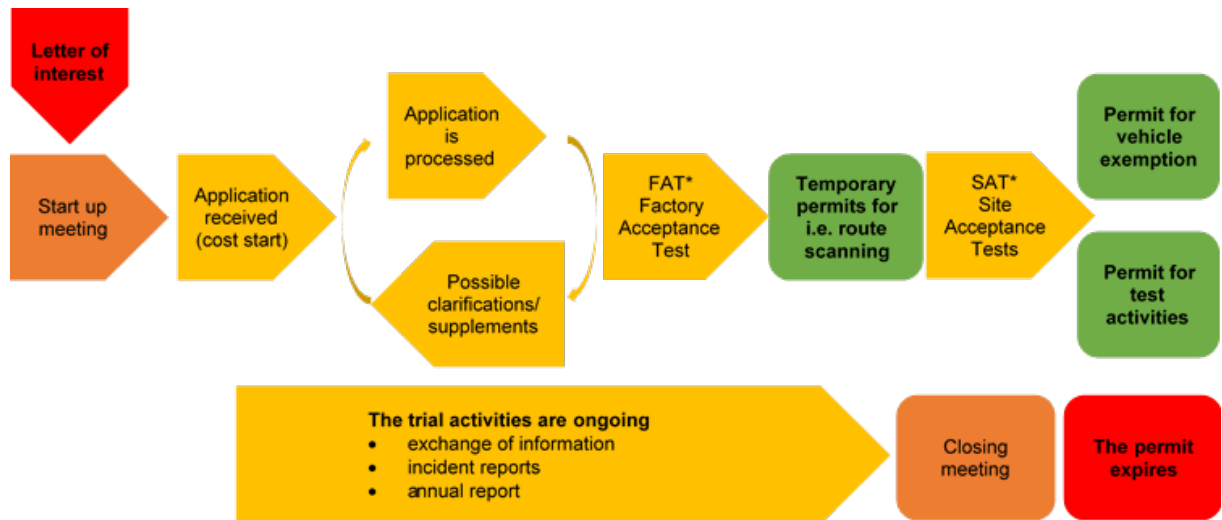 Letter of
interest
Start up
meeting
Application
received
(cost start)
Application
is
processed
Possible
clarifications/
supplements
FAT*
Factory
Acceptance
Test
Temporary
permits for
i.e. route
scanning
SAT*
Site
Acceptance
Tests
Permit for
vehicle
exemption
Permit for
test
activities
The trial activities are ongoing
• exchange of information
• incident reports
• annual report
Closing
meeting
The permit
expires